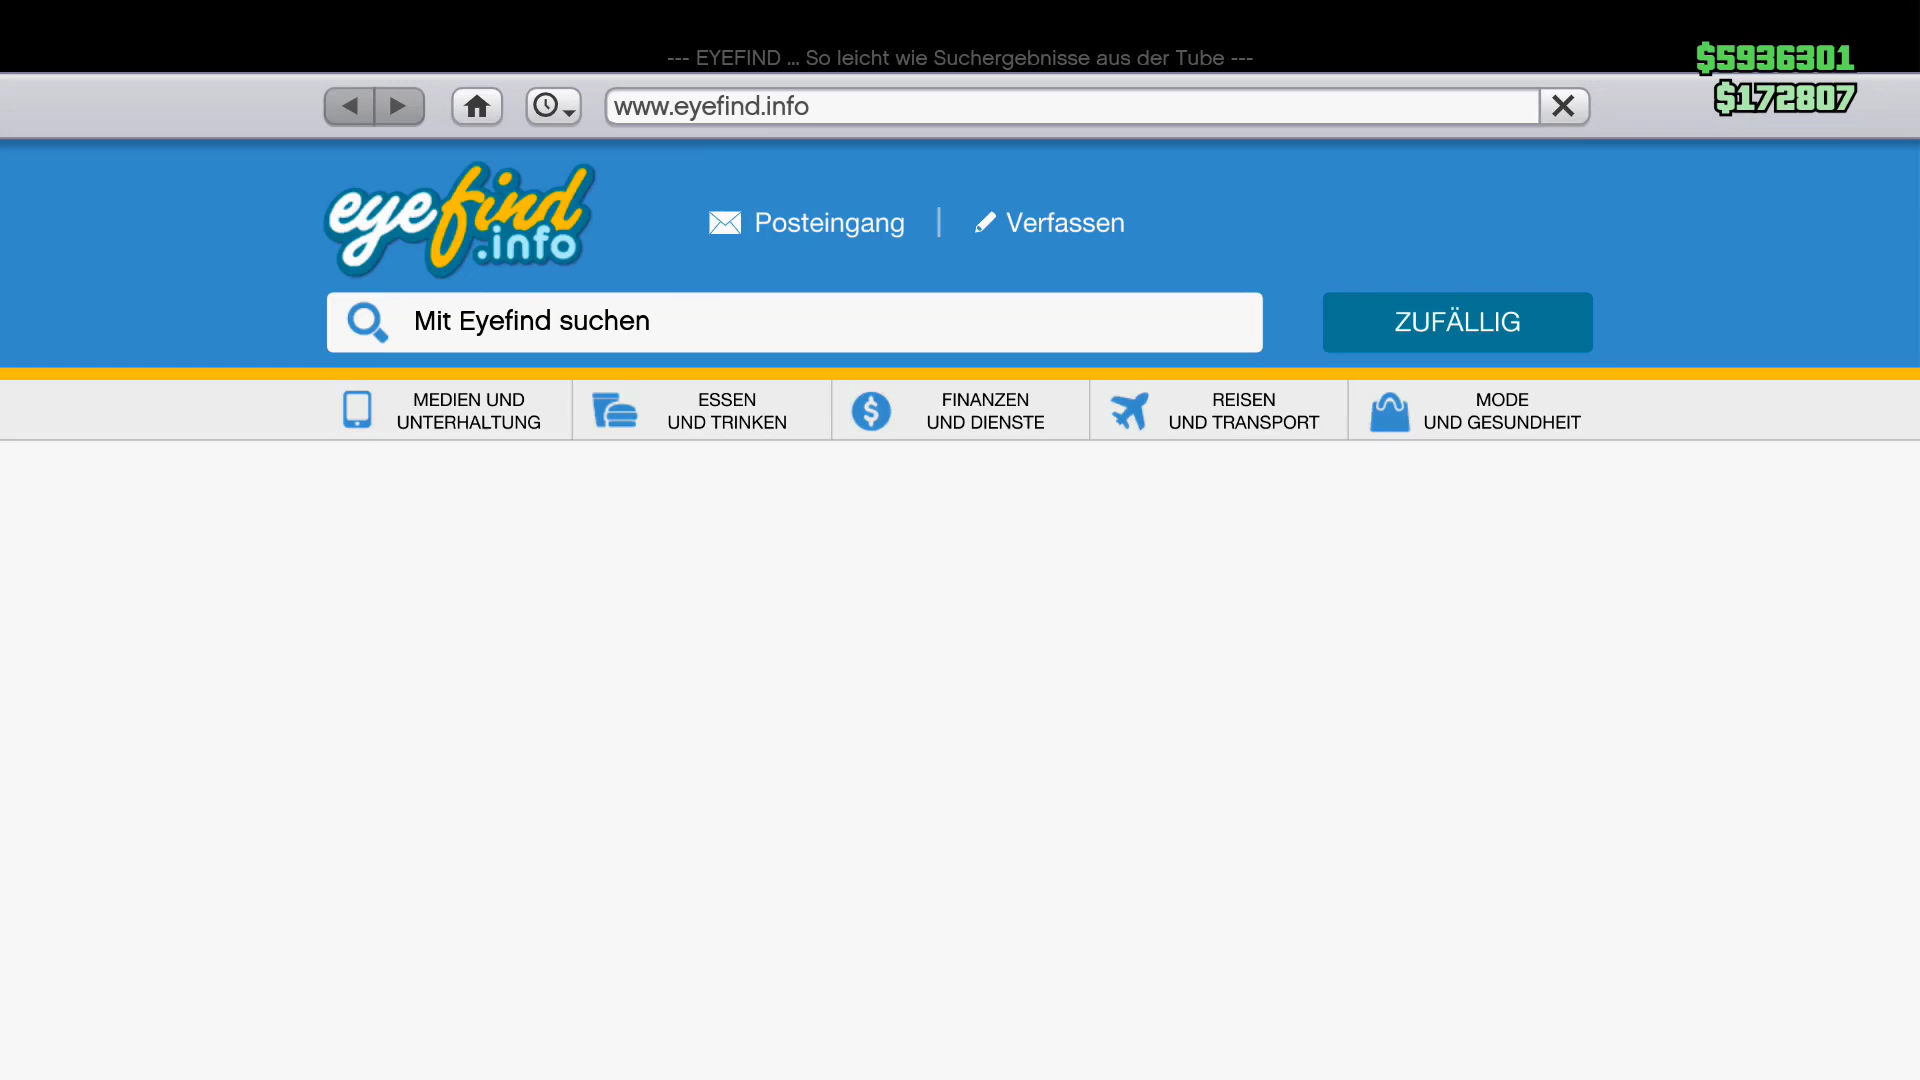 --- EYEFIND ... So leicht wie Suchergebnisse aus der Tube ---
$5936301
$172807
www.eyefind.info
eyefind.info
Posteingang
Verfassen
Mit Eyefind suchen
ZUFÄLLIG
MEDIEN UND
UNTERHALTUNG
ESSEN
UND TRINKEN
FINANZEN
UND DIENSTE
REISEN
UND TRANSPORT
MODE
UND GESUNDHEIT